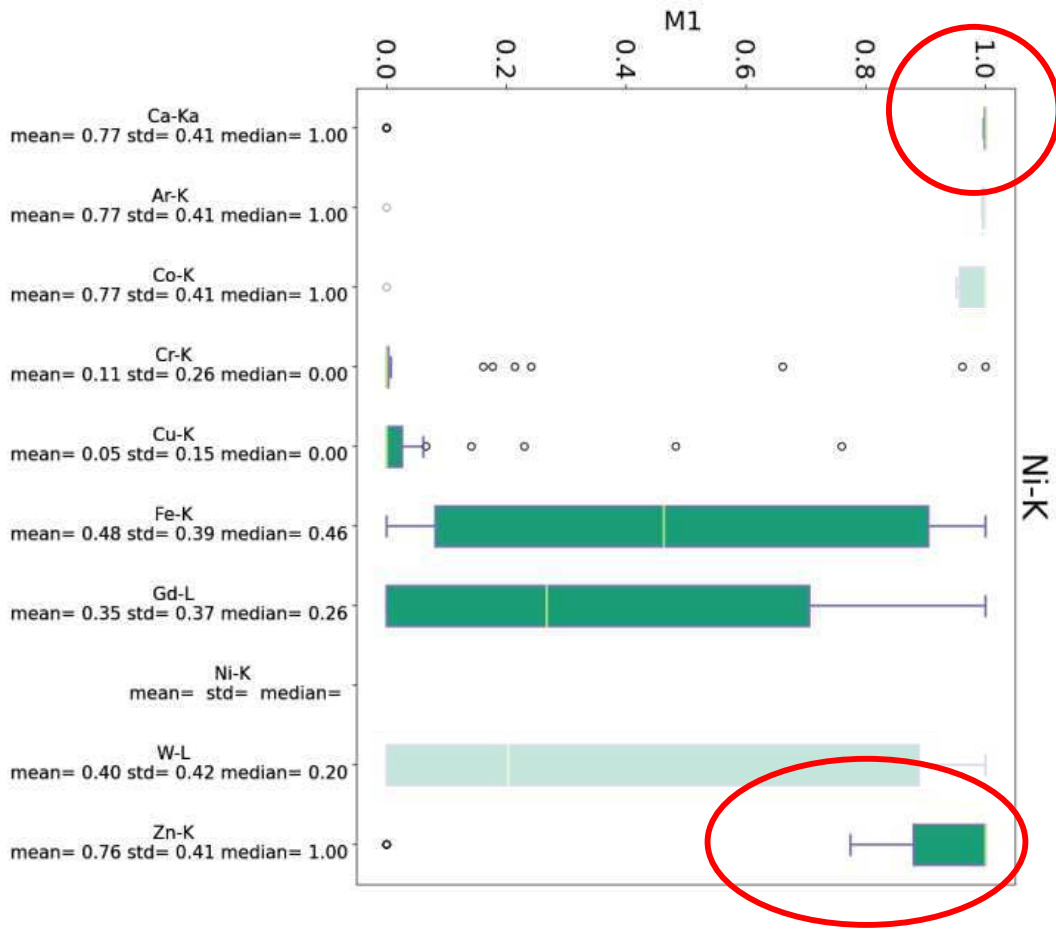 M1
0.0 0.2 0.4 0.6 0.8 1.0
Ca-Ka
mean= 0.77 std= 0.41 median= 1.00
Ar-K
mean= 0.77 std= 0.41 median= 1.00
Co-K
mean= 0.77 std= 0.41 median= 1.00
Cr-K
mean= 0.11 std= 0.26 median= 0.00
Cu-K
mean= 0.05 std= 0.15 median= 0.00
Fe-K
mean= 0.48 std= 0.39 median= 0.46
Gd-L
mean= 0.35 std= 0.37 median= 0.26
Ni-K
mean= std= median=
W-L
mean= 0.40 std= 0.42 median= 0.20
Zn-K
mean= 0.76 std= 0.41 median= 1.00
Ni-K